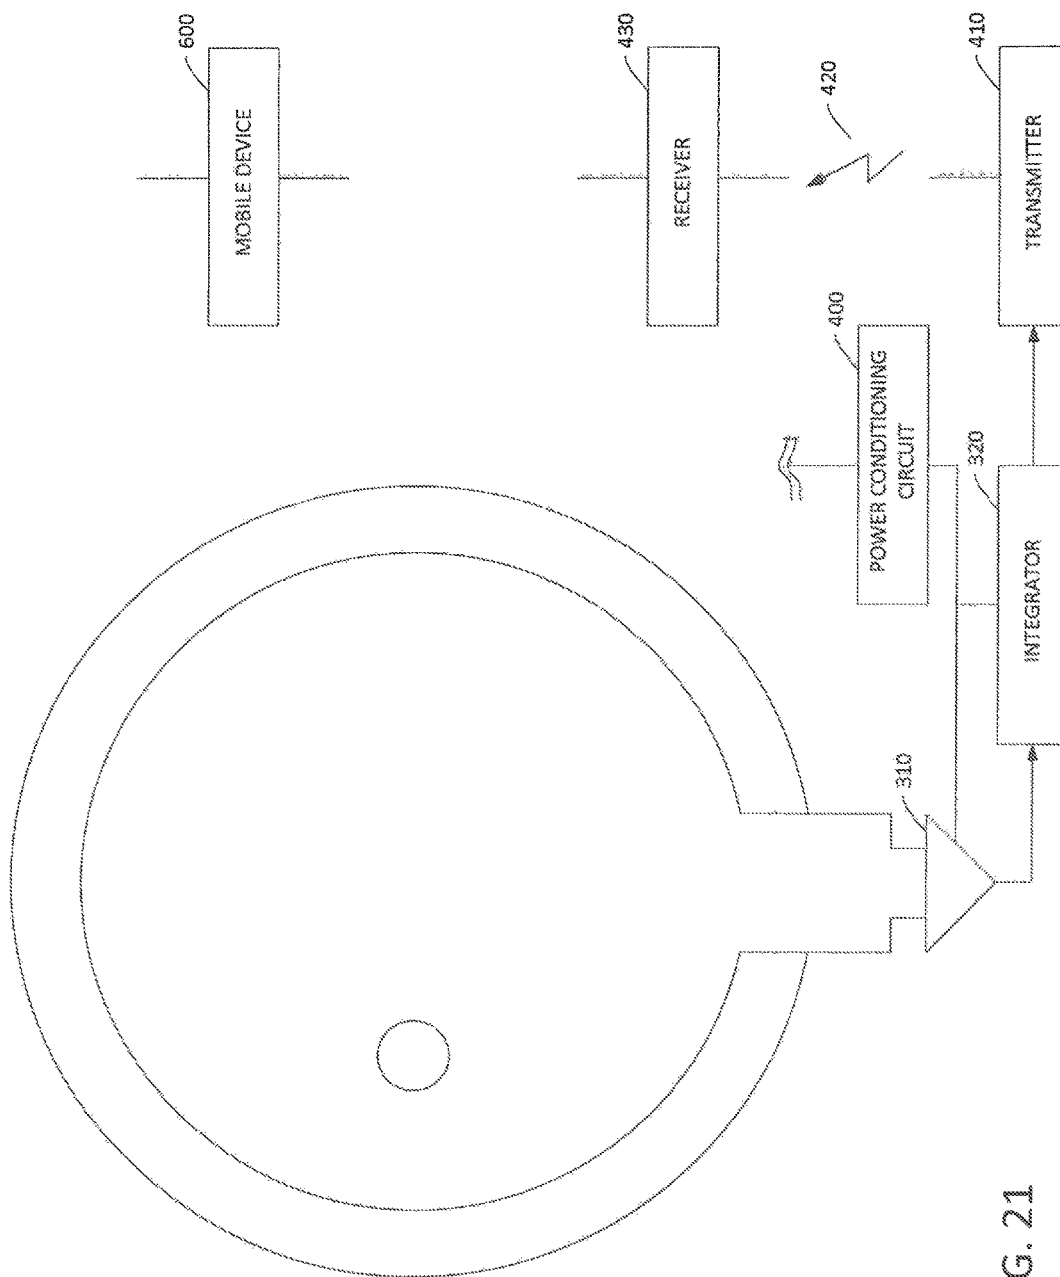 600
MOBILE DEVICE
430
RECEIVER
420
410
TRANSMITTER
400
POWER CONDITIONING
CIRCUIT
320
INTEGRATOR
310
G. 21